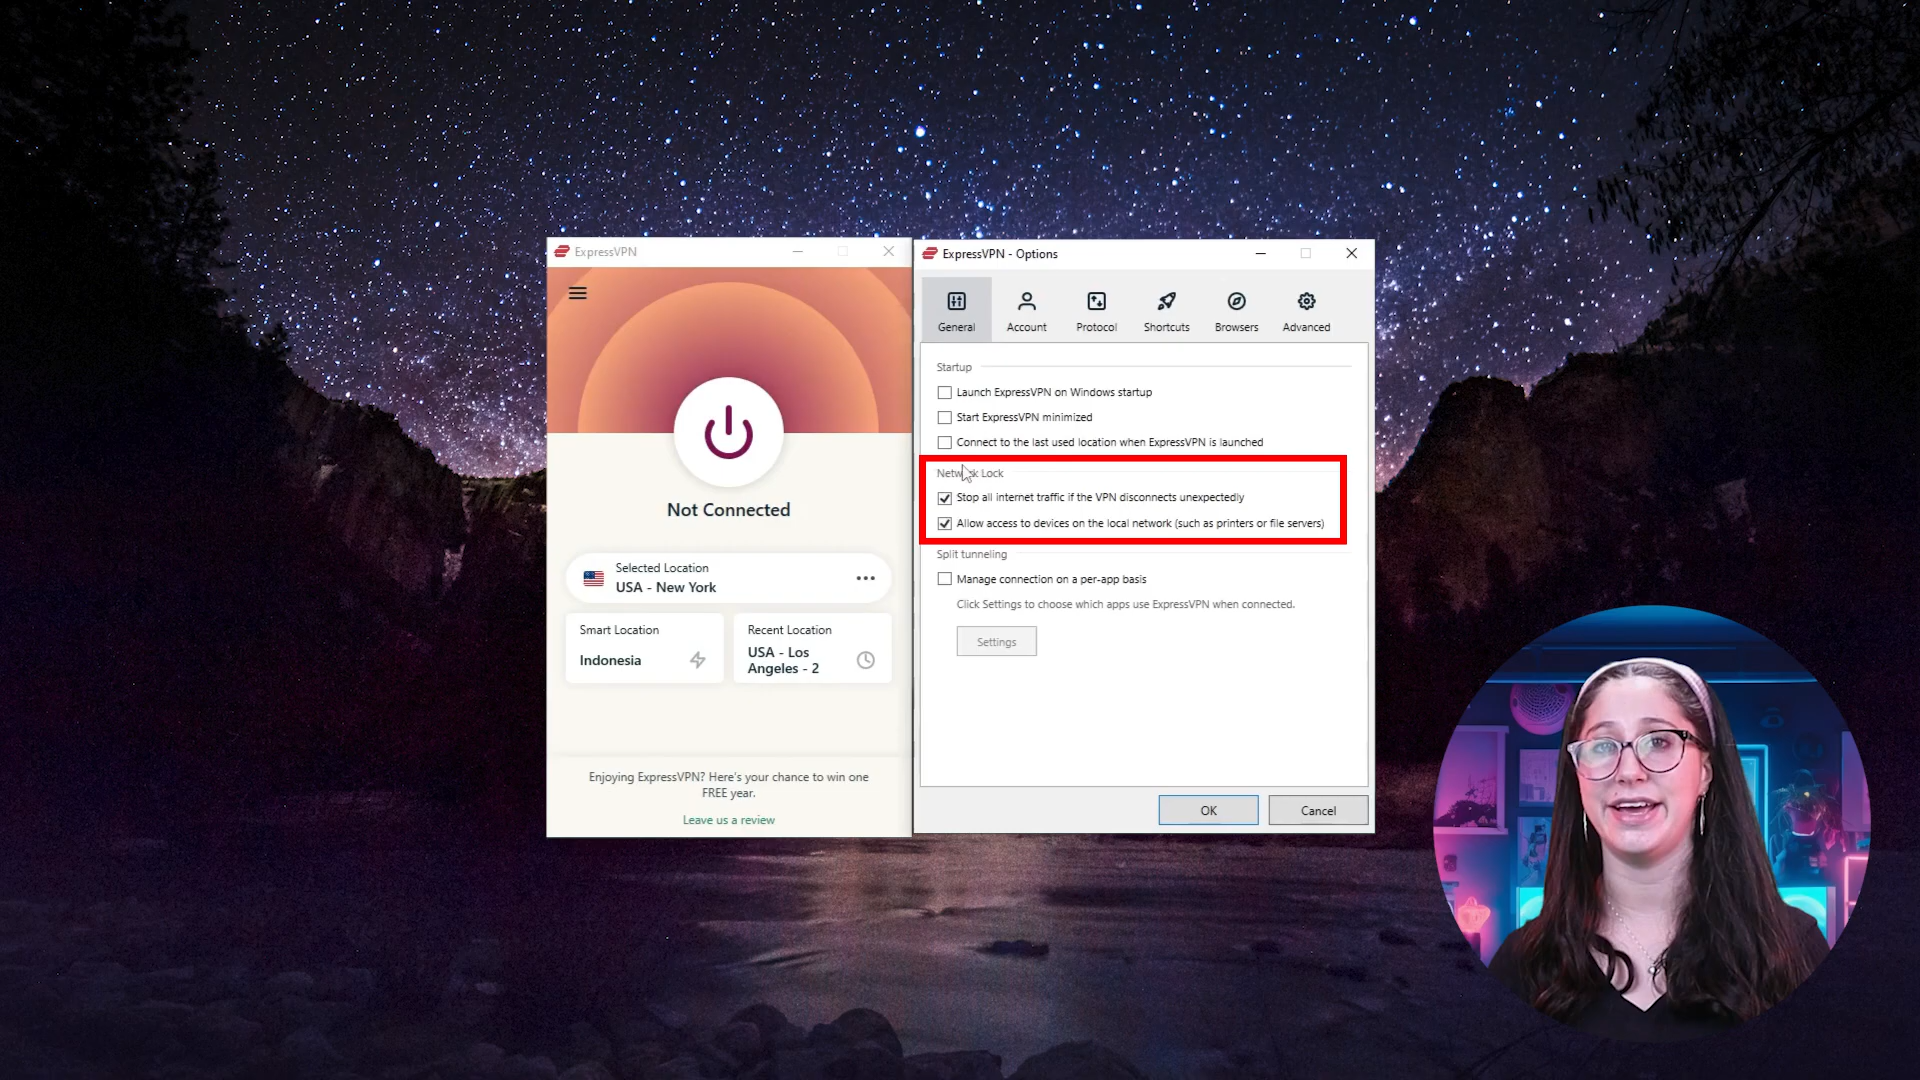 ExpressVPN
Not Connected
Selected Location
USA - New York
Smart Location
Indonesia
Recent Location
USA - Los
Angeles - 2
Enjoying ExpressVPN? Here's your chance to win one
FREE year.
Leave us a review
ExpressVPN - Options
General
Account
Protocol
Shortcuts
Browsers
Advanced
Startup
Launch ExpressVPN on Windows startup
Start ExpressVPN minimized
Connect to the last used location when ExpressVPN is launched
Network Lock
Stop all internet traffic if the VPN disconnects unexpectedly
Allow access to devices on the local network (such as printers or file servers)
Split tunneling
Manage connection on a per-app basis
Click Settings to choose which apps use ExpressVPN when connected.
Settings
OK
Cancel